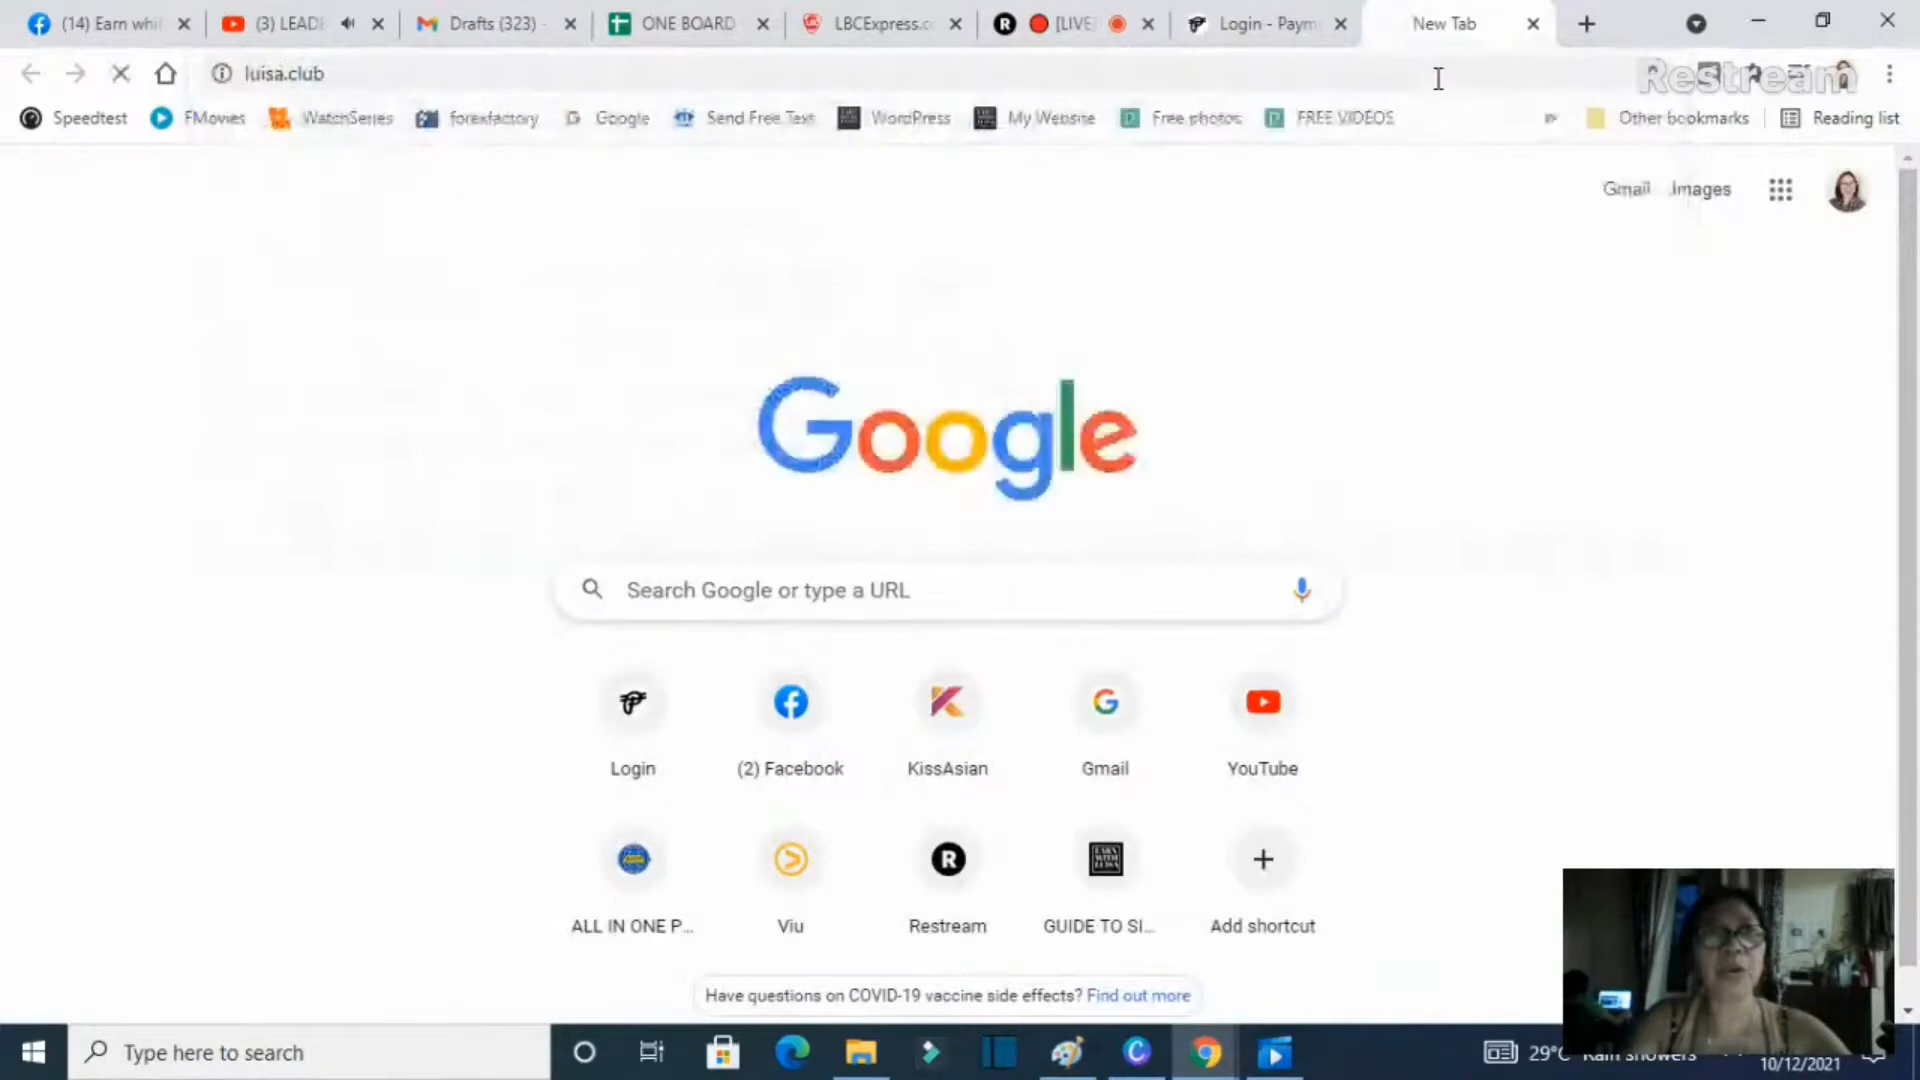 (14) Earn whi
(3) LEAD
Drafts (323) -
ONE BOARD
LBCExpress.c
[LIVE
Login - Paym
New Tab
luisa.club
Restream
Speedtest
FMovies
WatchSeries
forexfactory
Google
Send Free Text
WordPress
My Website
Free photos
FREE VIDEOS
Other bookmarks
Reading list
Gmail
Images
Google
Search Google or type a URL
Login
(2) Facebook
KissAsian
Gmail
YouTube
ALL IN ONE P...
Viu
Restream
GUIDE TO SI...
Add shortcut
Have questions on COVID-19 vaccine side effects? Find out more
Type here to search
29°C Rain showers
10/12/2021